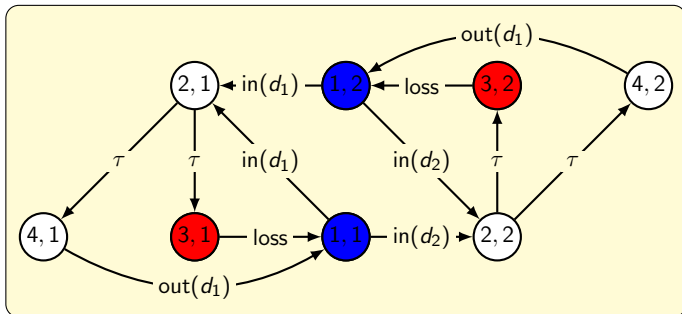 out(d₁)
2, 1 in(d₁) 1, 2 loss 3, 2 4, 2
τ τ in(d₁) in(d₂) τ τ
4, 1 3, 1 loss 1, 1 in(d₂) 2, 2
out(d₁)